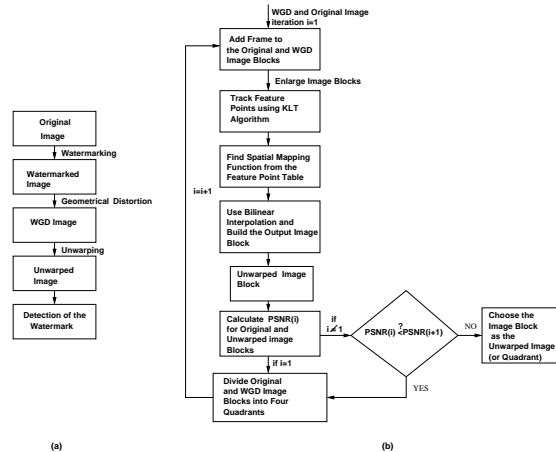 Original
Image
Watermarking
Watermarked
Image
Geometrical Distortion
WGD Image
Unwarping
Unwarped
Image
Detection of the
Watermark
(a)
WGD and Original Image
iteration i=1
Add Frame to
the Original and WGD
Image Blocks
Enlarge Image Blocks
Track Feature
Points using KLT
Algorithm
Find Spatial Mapping
Function from the
Feature Point Table
i=i+1
Use Bilinear
Interpolation and
Build the Output Image
Block
Unwarped Image
Block
Calculate PSNR(i)
for Original and
Unwarped image
Blocks
if
i≠1
?
PSNR(i) <PSNR(i+1)
NO
Choose the
Image Block
as the
Unwarped Image
(or Quadrant)
if i=1
YES
Divide Original
and WGD Image
Blocks into Four
Quadrants
(b)